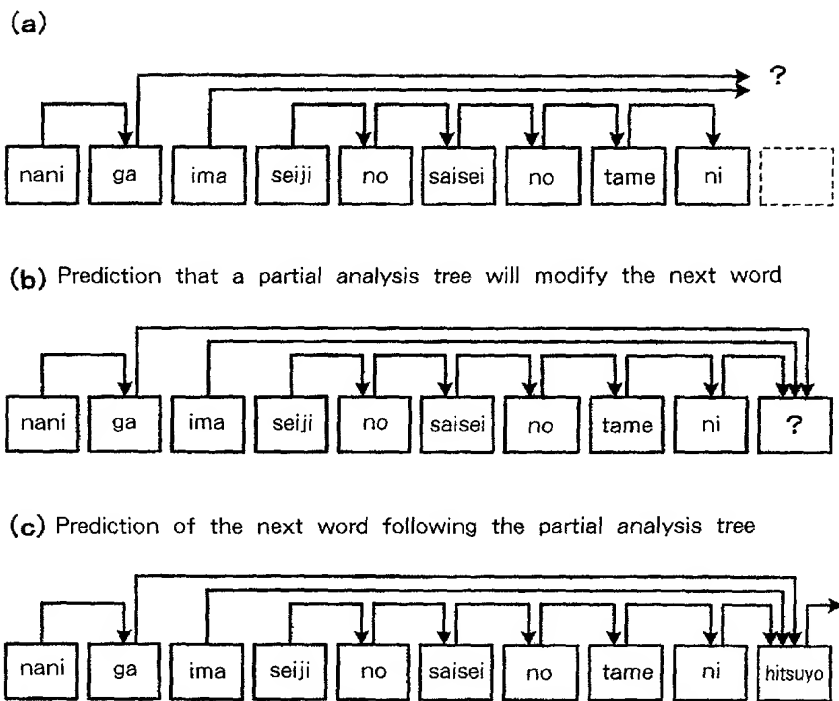 (a)
?
nani ga ima seiji no saisei no tame ni
(b) Prediction that a partial analysis tree will modify the next word
nani ga ima seiji no saisei no tame ni ?
(c) Prediction of the next word following the partial analysis tree
nani ga ima seiji no saisei no tame ni hitsuyo